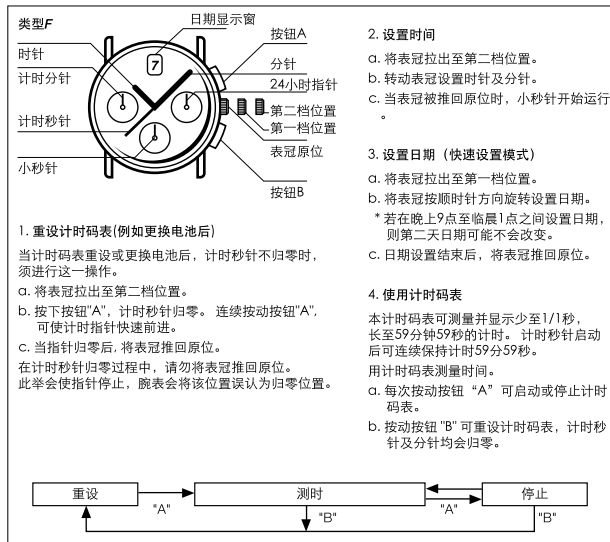 类型F
日期显示窗
7
时针
计时分针
计时秒针
小秒针
按钮A
分针
24小时指针
第二档位置
第一档位置
表冠原位
按钮B
1. 重设计时码表(例如更换电池后)
当计时码表重设或更换电池后，计时秒针不归零时，
须进行这一操作。
a. 将表冠拉出至第二档位置。
b. 按下按钮"A"，计时秒针归零。 连续按动按钮"A",
可使计时指针快速前进。
c. 当指针归零后, 将表冠推回原位。
在计时秒针归零过程中，请勿将表冠推回原位。
此举会使指针停止，腕表会将该位置误认为归零位置。
2. 设置时间
a. 将表冠拉出至第二档位置。
b. 转动表冠设置时针及分针。
c. 当表冠被推回原位时，小秒针开始运行
。
3. 设置日期（快速设置模式）
a. 将表冠拉出至第一档位置。
b. 将表冠按顺时针方向旋转设置日期。
* 若在晚上9点至临晨1点之间设置日期，
则第二天日期可能不会改变。
c. 日期设置结束后，将表冠推回原位。
4. 使用计时码表
本计时码表可测量并显示少至1/1秒，
长至59分钟59秒的计时。 计时秒针启动
后可连续保持计时59分59秒。
用计时码表测量时间。
a. 每次按动按钮“A”可启动或停止计时
码表。
b. 按动按钮 "B" 可重设计时码表，计时秒
针及分针均会归零。
重设
测时
停止
"A"
"B"
"A"
"B"